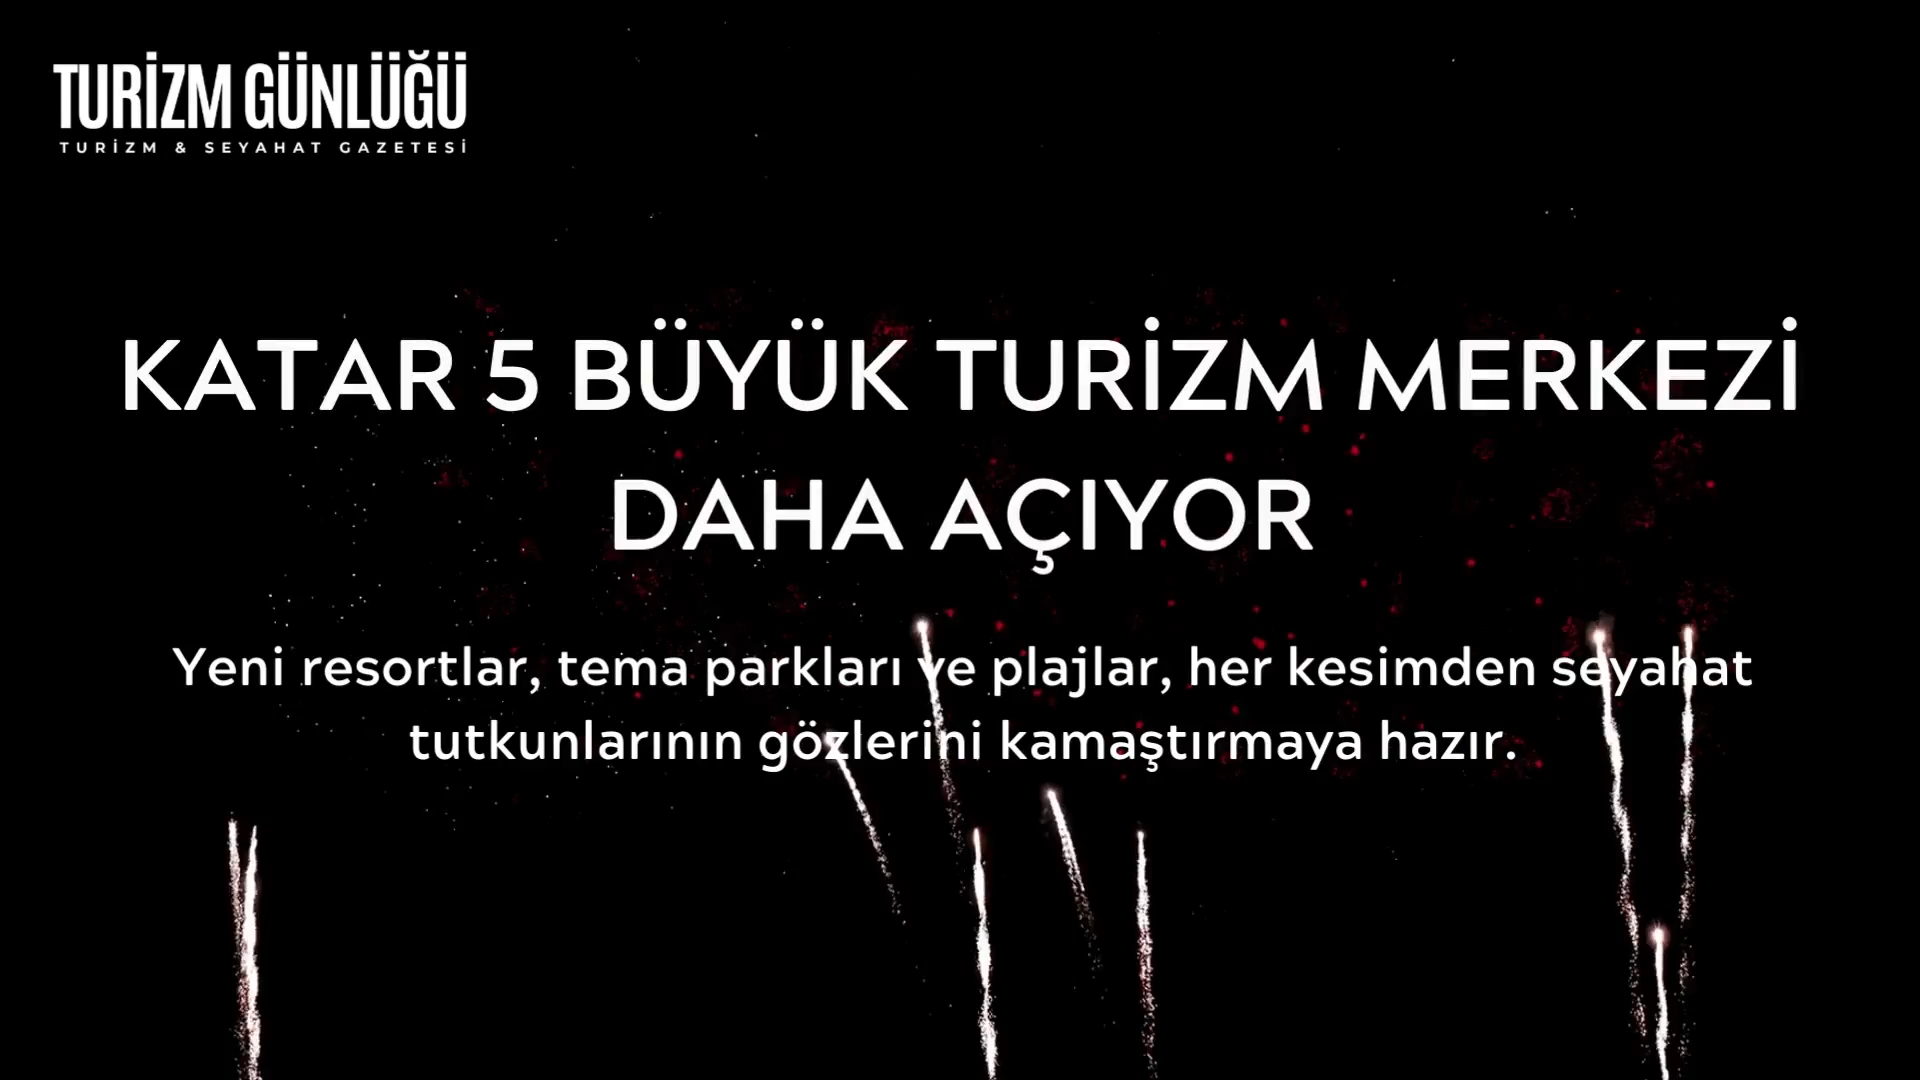 TURİZM GÜNLÜĞÜ
TURİZM & SEYAHAT GAZETESİ
KATAR 5 BÜYÜK TURİZM MERKEZİ
DAHA AÇIYOR
Yeni resortlar, tema parkları ve plajlar, her kesimden seyahat
tutkunlarının gözlerini kamaştırmaya hazır.